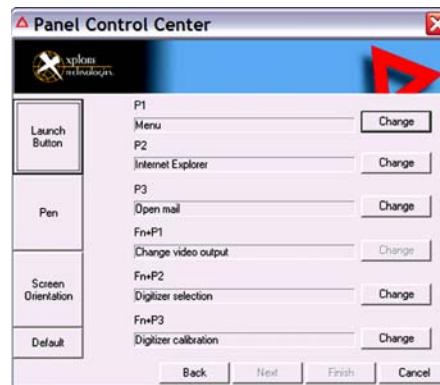 Panel Control Center
xplore
technologies.
Launch
Button
Pen
Screen
Orientation
Default
P1
Menu
Change
P2
Internet Explorer
Change
P3
Open mail
Change
Fn+P1
Change video output
Change
Fn+P2
Digitizer selection
Change
Fn+P3
Digitizer calibration
Change
Back
Next
Finish
Cancel